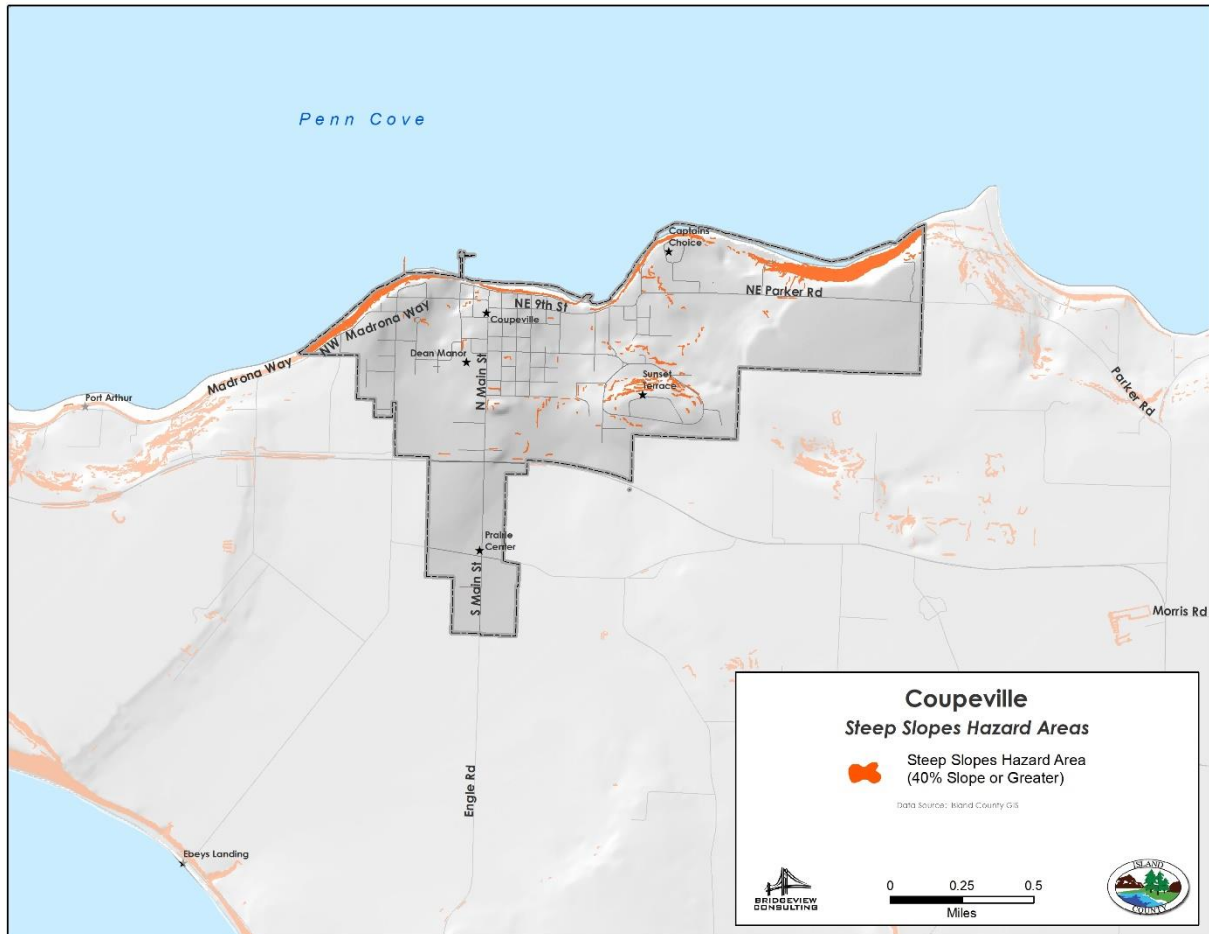 Penn Cove
Captains
Choice
NE Parker Rd
NE 9th St
NW Madrona Way
Coupeville
Dean Manor
N Main St
Madrona Way
Sunset
Terrace
Parker Rd
Port Arthur
Prairie
Center
S Main St
Morris Rd
Engle Rd
Ebeys Landing
Coupeville
Steep Slopes Hazard Areas
Steep Slopes Hazard Area
(40% Slope or Greater)
Data Source: Island County GIS
BRIDGEVIEW
CONSULTING
0 0.25 0.5
Miles
ISLAND
COUNTY